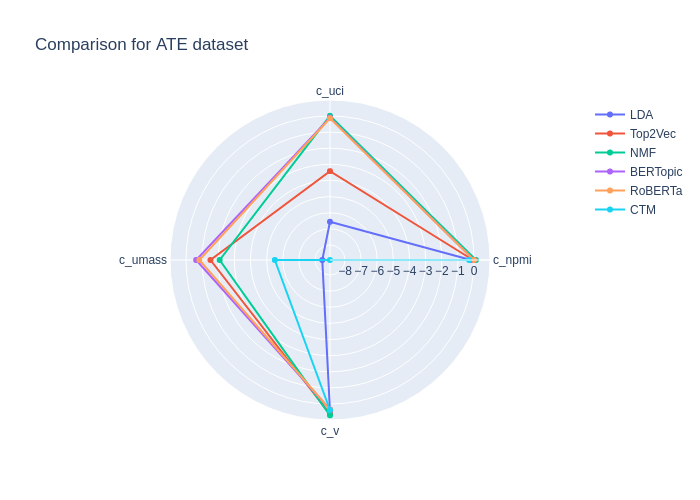 Comparison for ATE dataset
c_uci
LDA
Top2Vec
NMF
BERTopic
RoBERTa
CTM
c_umass
c_npmi
−8 −7 −6 −5 −4 −3 −2 −1 0
c_v